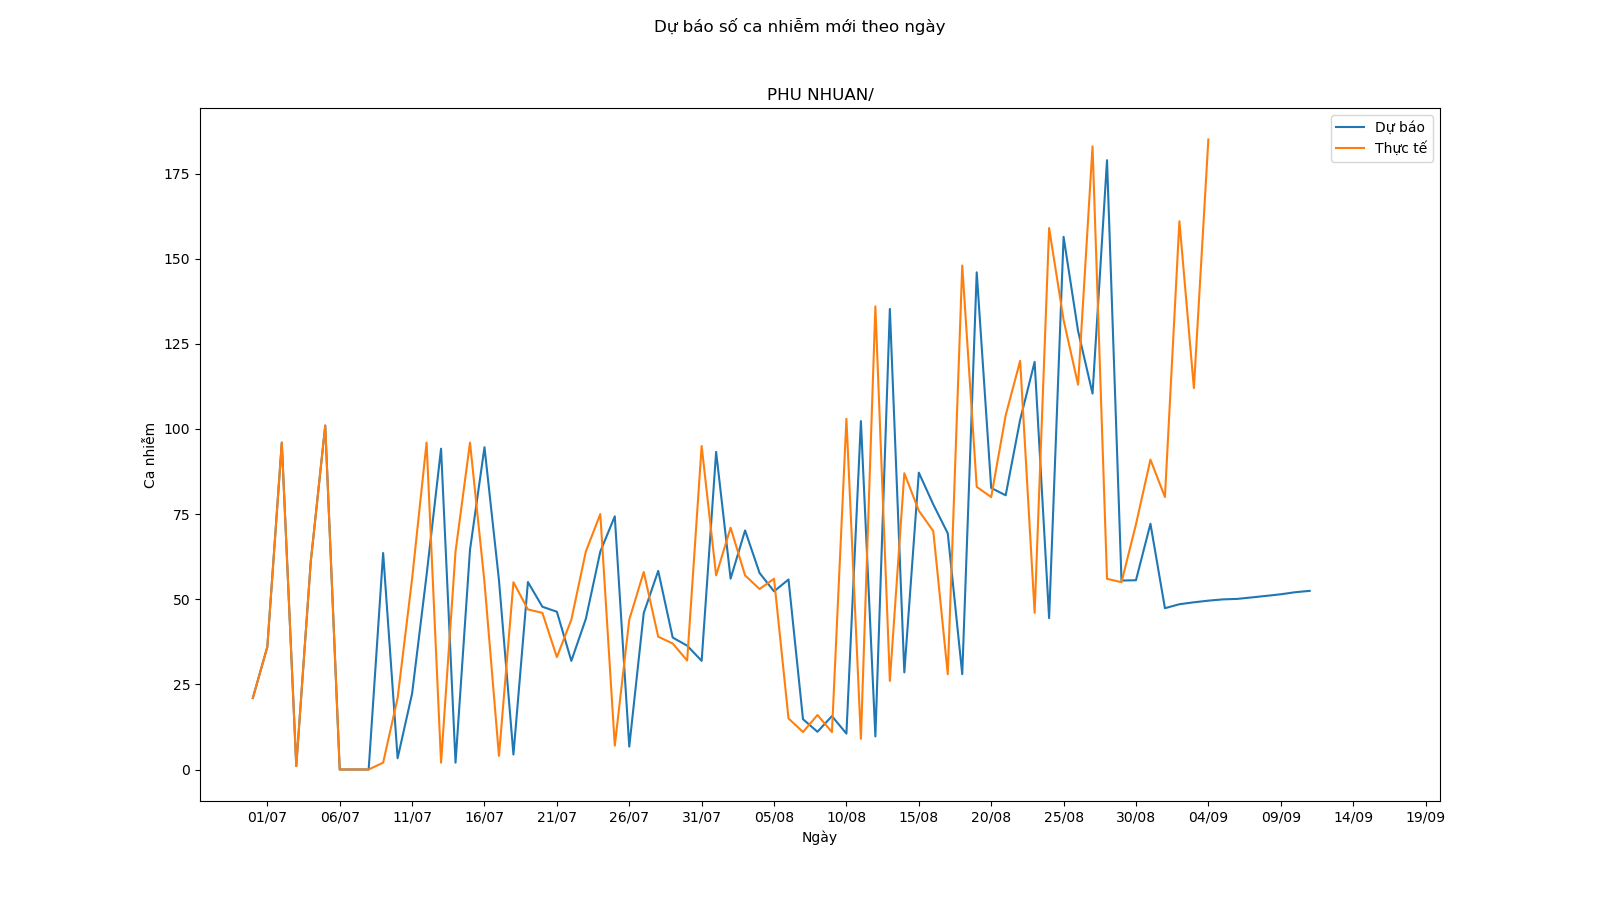 Dự báo số ca nhiễm mới theo ngày
PHU NHUAN/
Dự báo
Thực tế
175
150
125
100
75
50
25
0
Ca nhiễm
01/07 06/07 11/07 16/07 21/07 26/07 31/07 05/08 10/08 15/08 20/08 25/08 30/08 04/09 09/09 14/09 19/09
Ngày